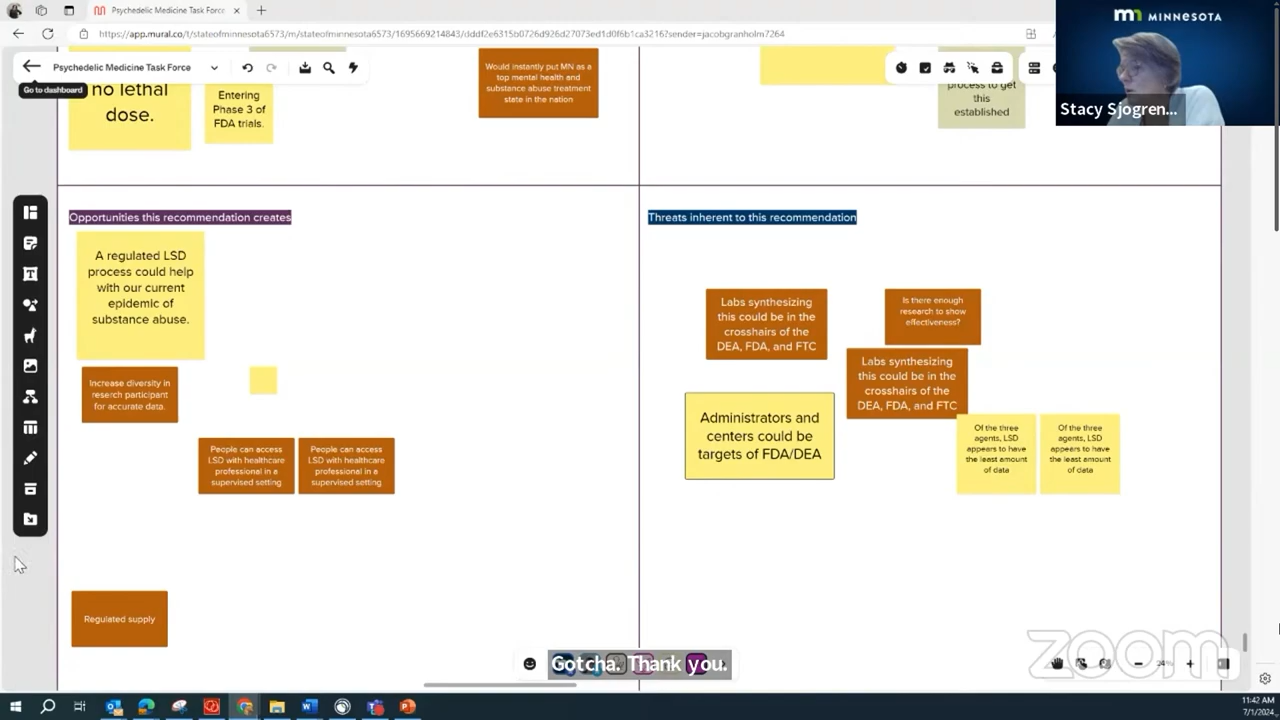 Psychedelic Medicine Task Force
https://app.mural.co/t/stateofminnesota6573/m/stateofminnesota6573/1695669214843/dddf2e6315b0726d926d27073ed1d0f6b1ca3216?sender=jacobgranholm7264
Psychedelic Medicine Task Force
Go to dashboard
no lethal
dose.
Entering
Phase 3 of
FDA trials.
Would instantly put MN as a
top mental health and
substance abuse treatment
state in the nation
process to get
this
established
MINNESOTA
Stacy Sjogren...
Opportunities this recommendation creates
A regulated LSD
process could help
with our current
epidemic of
substance abuse.
Increase diversity in
reserch participant
for accurate data.
People can access
LSD with healthcare
professional in a
supervised setting
People can access
LSD with healthcare
professional in a
supervised setting
Regulated supply
Threats inherent to this recommendation
Labs synthesizing
this could be in the
crosshairs of the
DEA, FDA, and FTC
Is there enough
research to show
effectiveness?
Labs synthesizing
this could be in the
crosshairs of the
DEA, FDA, and FTC
Administrators and
centers could be
targets of FDA/DEA
Of the three
agents, LSD
appears to have
the least amount
of data
Of the three
agents, LSD
appears to have
the least amount
of data
Gotcha. Thank you.
zoom
11:42 AM
7/1/2024